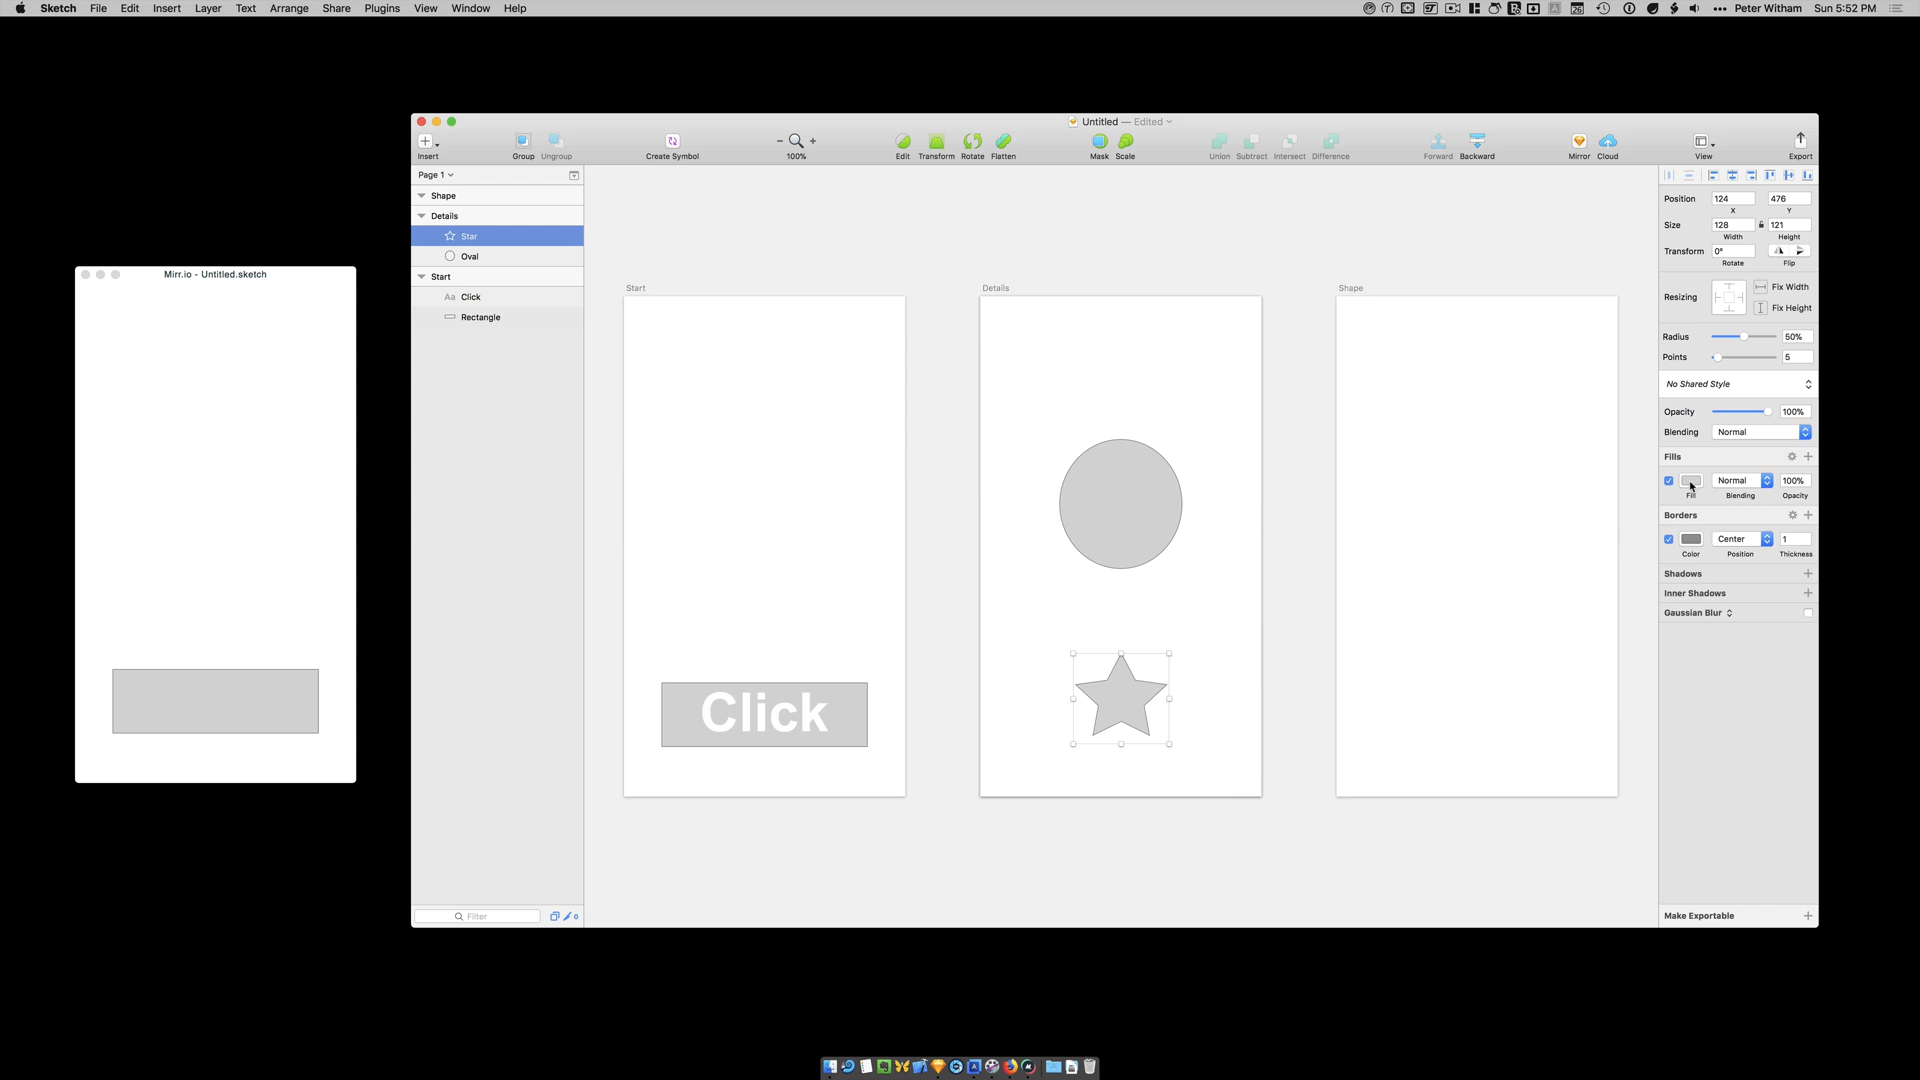 Sketch File Edit Insert Layer Text Arrange Share Plugins View Window Help
Peter Witham Sun 5:52 PM
26
Mirr.io - Untitled.sketch
Untitled — Edited
Insert Group Ungroup Create Symbol 100% Edit Transform Rotate Flatten Mask Scale Union Subtract Intersect Difference Forward Backward Mirror Cloud View Export
Page 1
Shape
Details
Star
Oval
Start
Aa Click
Rectangle
Filter
0
Start
Click
Details
Shape
Position 124 476
X Y
Size 128 121
Width Height
Transform 0°
Rotate Flip
Resizing
Fix Width
Fix Height
Radius 50%
Points 5
No Shared Style
Opacity 100%
Blending Normal
Fills
Normal 100%
Fill Blending Opacity
Borders
Center 1
Color Position Thickness
Shadows
Inner Shadows
Gaussian Blur
Make Exportable